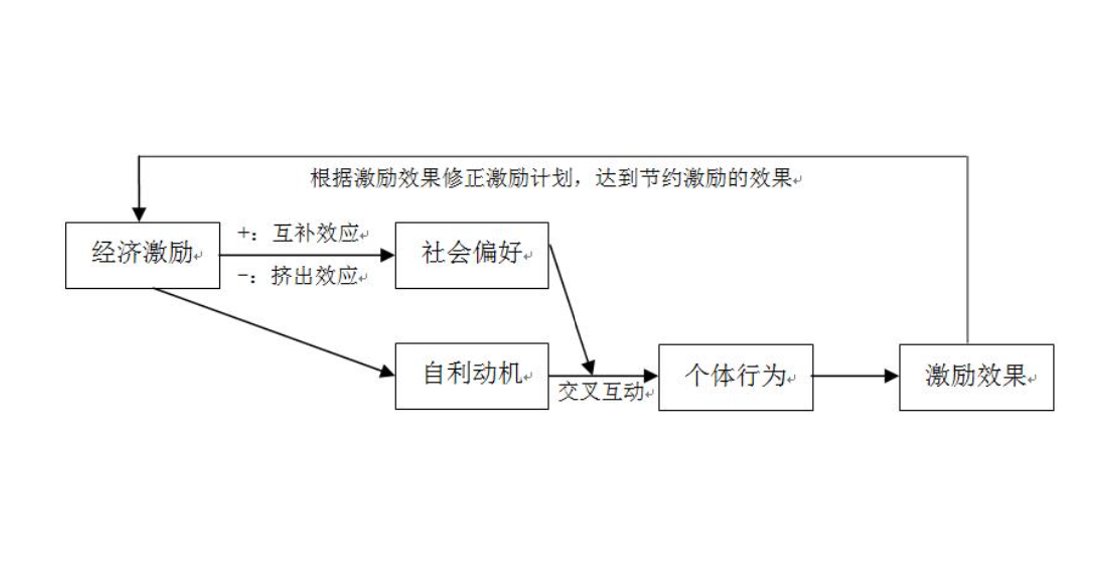 根据激励效果修正激励计划，达到节约激励的效果
经济激励
+：互补效应
-：挤出效应
社会偏好
自利动机
交叉互动
个体行为
激励效果